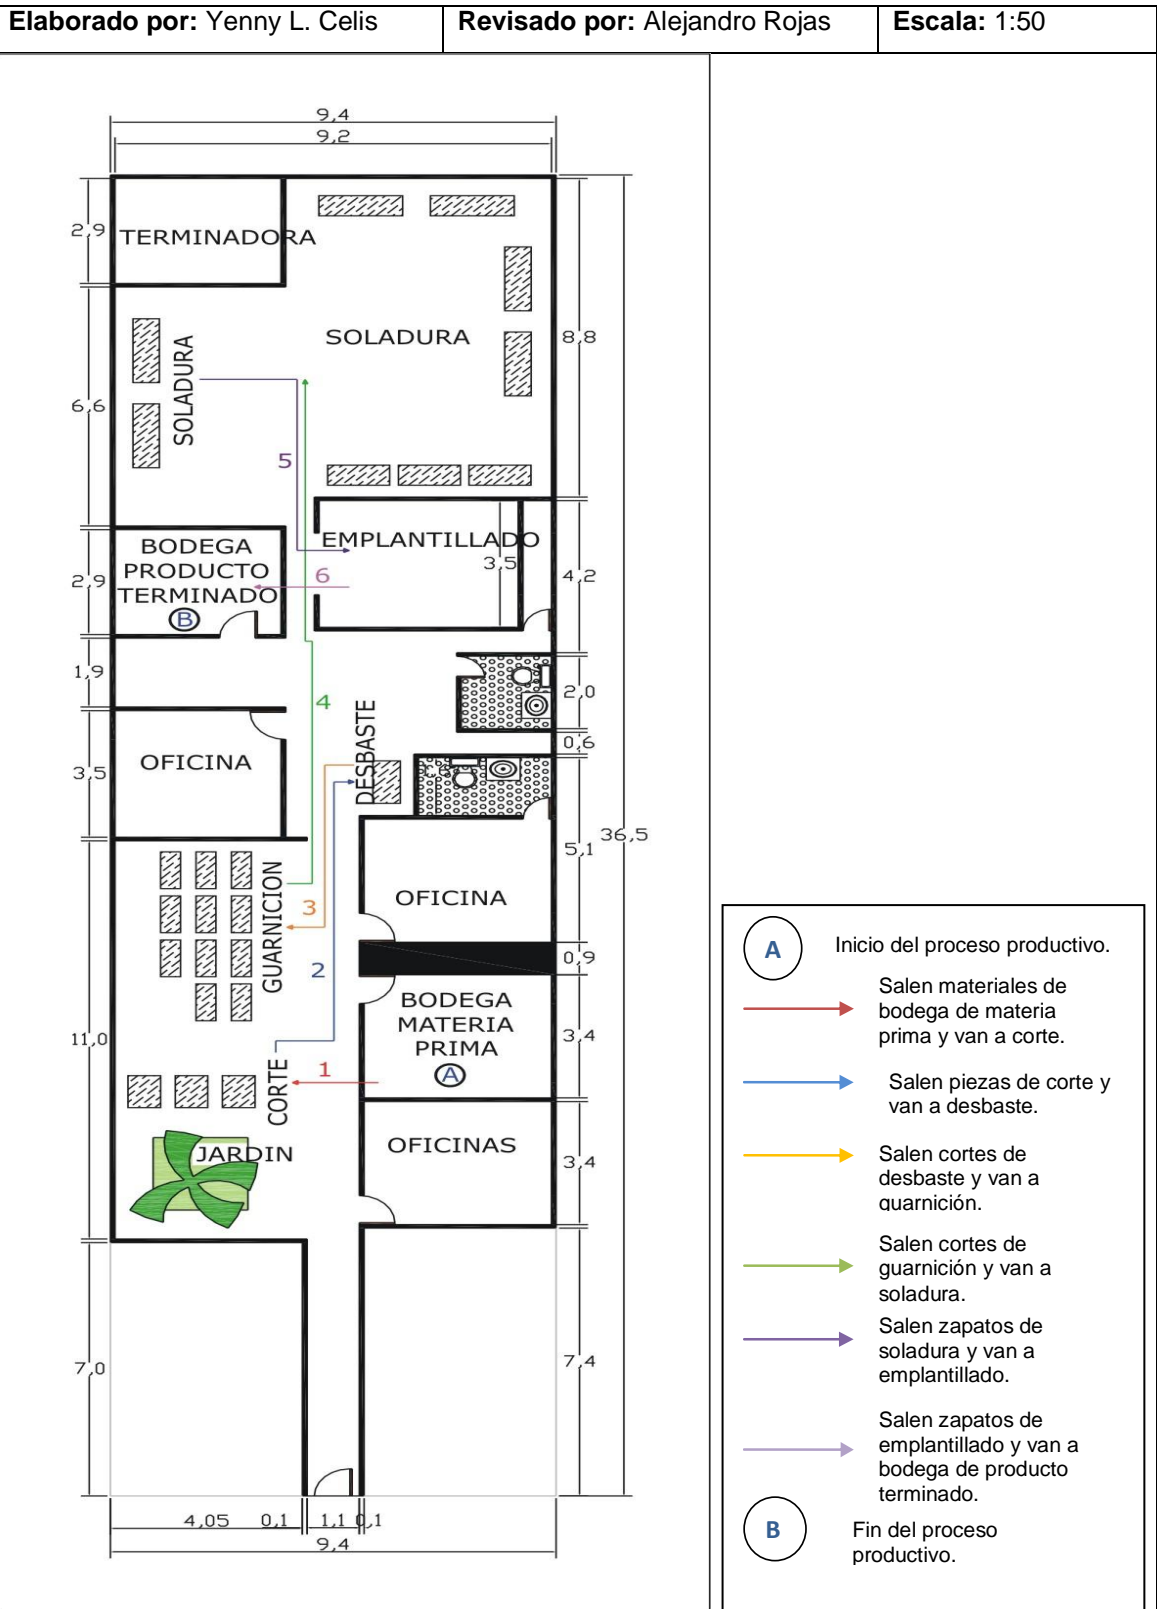 Elaborado por: Yenny L. Celis
Revisado por: Alejandro Rojas
Escala: 1:50
9,4
9,2
2,9
TERMINADORA
SOLADURA
8,8
SOLADURA
6,6
5
EMPLANTILLADO
3,5
4,2
BODEGA
PRODUCTO
TERMINADO
B
2,9
6
1,9
4
2,0
0,6
DESBASTE
OFICINA
3,5
36,5
5,1
OFICINA
GUARNICION
3
2
0,9
BODEGA
MATERIA
PRIMA
A
3,4
11,0
CORTE
1
JARDIN
OFICINAS
3,4
7,0
7,4
4,05
0,1
1,1
0,1
9,4
A
Inicio del proceso productivo.
Salen materiales de
bodega de materia
prima y van a corte.
Salen piezas de corte y
van a desbaste.
Salen cortes de
desbaste y van a
guarnición.
Salen cortes de
guarnición y van a
soladura.
Salen zapatos de
soladura y van a
emplantillado.
Salen zapatos de
emplantillado y van a
bodega de producto
terminado.
B
Fin del proceso
productivo.